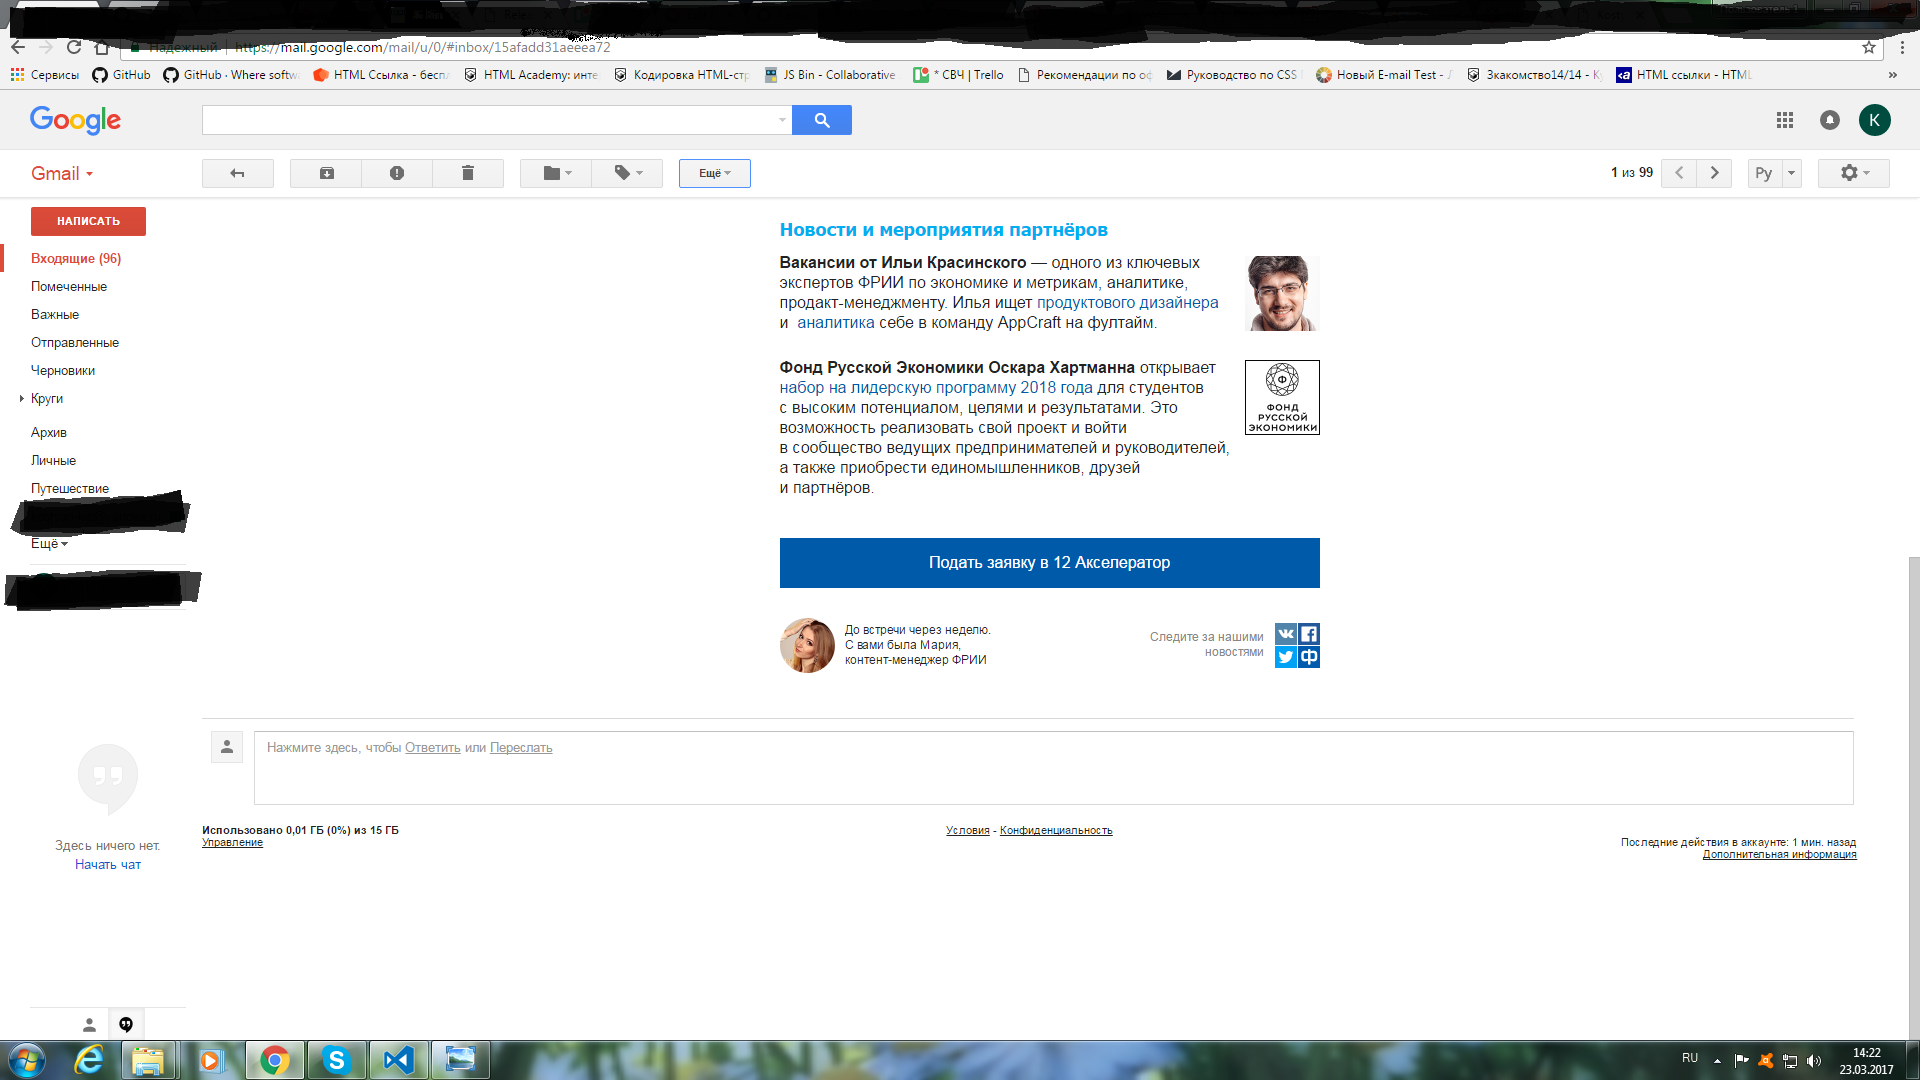 Надежный
https://mail.google.com/mail/u/0/#inbox/15afadd31aeeea72
Сервисы
GitHub
GitHub · Where softw
HTML Ссылка - беспл
HTML Academy: инте
Кодировка HTML-стр
JS Bin - Collaborative
* СВЧ | Trello
Рекомендации по оф
Руководство по CSS
Новый E-mail Test -
Знакомство14/14 - К
HTML ссылки - HTML
»
Google
K
Gmail
Ещё
1 из 99
Ру
НАПИСАТЬ
Входящие (96)
Помеченные
Важные
Отправленные
Черновики
Круги
Архив
Личные
Путешествие
Ещё
Новости и мероприятия партнёров
Вакансии от Ильи Красинского — одного из ключевых
экспертов ФРИИ по экономике и метрикам, аналитике,
продакт-менеджменту. Илья ищет продуктового дизайнера
и аналитика себе в команду AppCraft на фултайм.
Фонд Русской Экономики Оскара Хартманна открывает
набор на лидерскую программу 2018 года для студентов
с высоким потенциалом, целями и результатами. Это
возможность реализовать свой проект и войти
в сообщество ведущих предпринимателей и руководителей,
а также приобрести единомышленников, друзей
и партнёров.
Ф
ФОНД
РУССКОЙ
ЭКОНОМИКИ
Подать заявку в 12 Акселератор
До встречи через неделю.
С вами была Мария,
контент-менеджер ФРИИ
Следите за нашими
новостями
Нажмите здесь, чтобы Ответить или Переслать
Здесь ничего нет.
Начать чат
Использовано 0,01 ГБ (0%) из 15 ГБ
Управление
Условия - Конфиденциальность
Последние действия в аккаунте: 1 мин. назад
Дополнительная информация
RU
14:22
23.03.2017